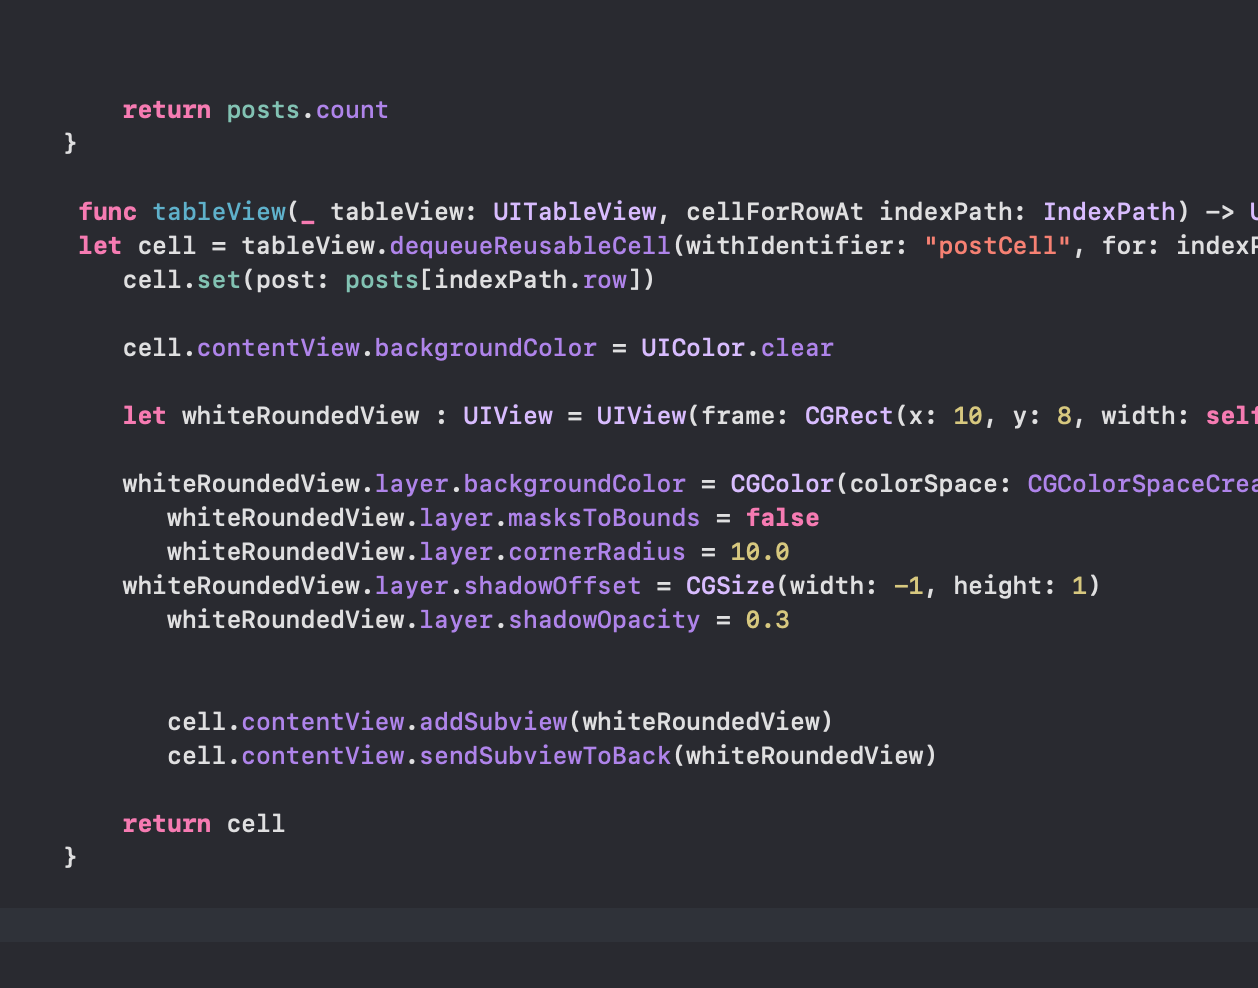 return posts.count
}
func tableView(_ tableView: UITableView, cellForRowAt indexPath: IndexPath) -> U
let cell = tableView.dequeueReusableCell(withIdentifier: "postCell", for: indexP
cell.set(post: posts[indexPath.row])
cell.contentView.backgroundColor = UIColor.clear
let whiteRoundedView : UIView = UIView(frame: CGRect(x: 10, y: 8, width: self
whiteRoundedView.layer.backgroundColor = CGColor(colorSpace: CGColorSpaceCrea
whiteRoundedView.layer.masksToBounds = false
whiteRoundedView.layer.cornerRadius = 10.0
whiteRoundedView.layer.shadowOffset = CGSize(width: -1, height: 1)
whiteRoundedView.layer.shadowOpacity = 0.3
cell.contentView.addSubview(whiteRoundedView)
cell.contentView.sendSubviewToBack(whiteRoundedView)
return cell
}